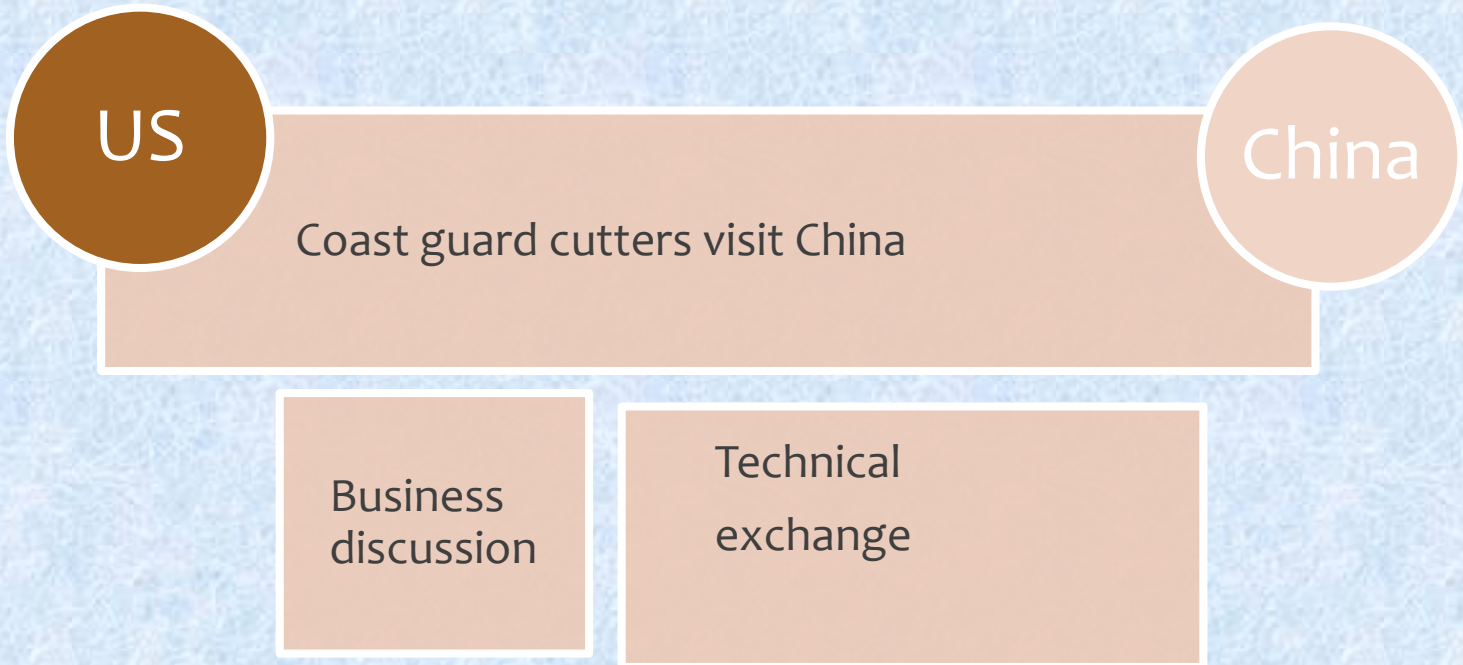 US
China
Coast guard cutters visit China
Business
discussion
Technical
exchange